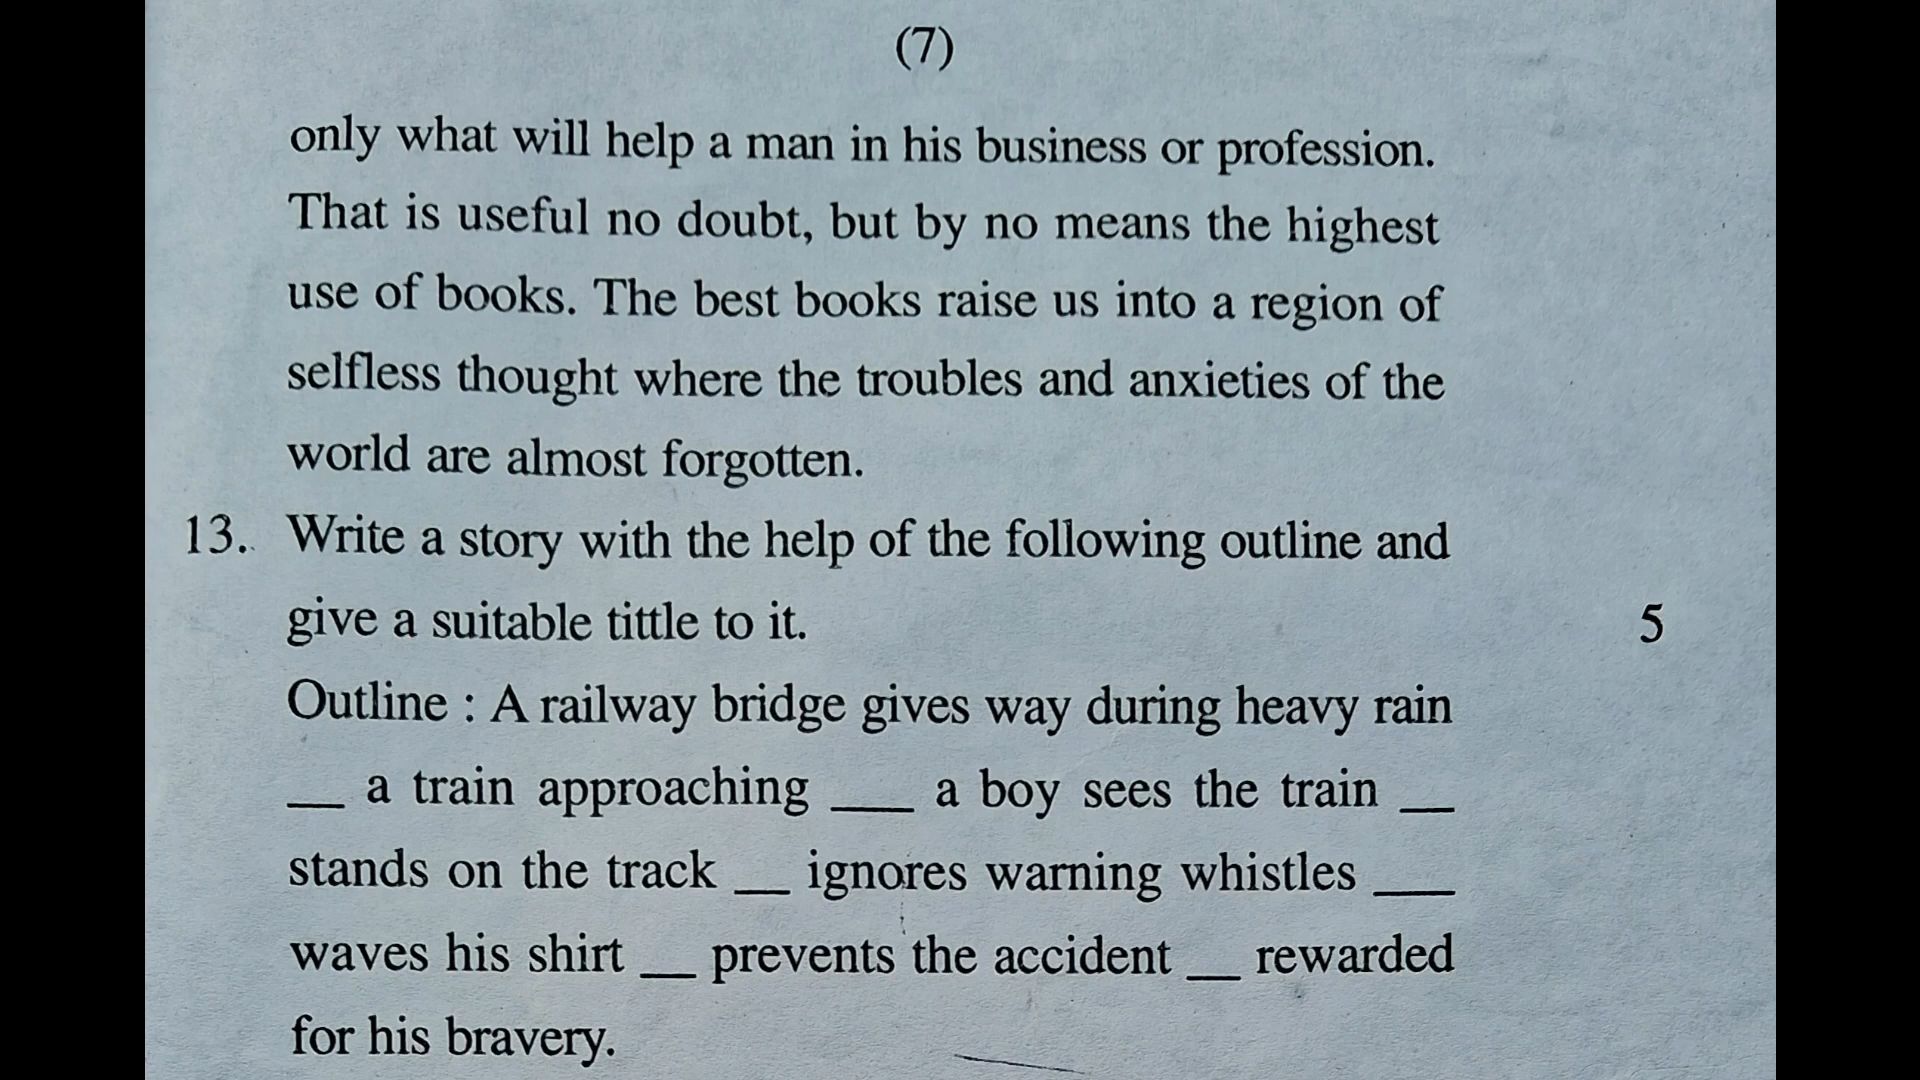 (7)
only what will help a man in his business or profession.
That is useful no doubt, but by no means the highest
use of books. The best books raise us into a region of
selfless thought where the troubles and anxieties of the
world are almost forgotten.
13. Write a story with the help of the following outline and
give a suitable tittle to it. 5
Outline : A railway bridge gives way during heavy rain
__ a train approaching ___ a boy sees the train __
stands on the track __ ignores warning whistles ___
waves his shirt __ prevents the accident __ rewarded
for his bravery.